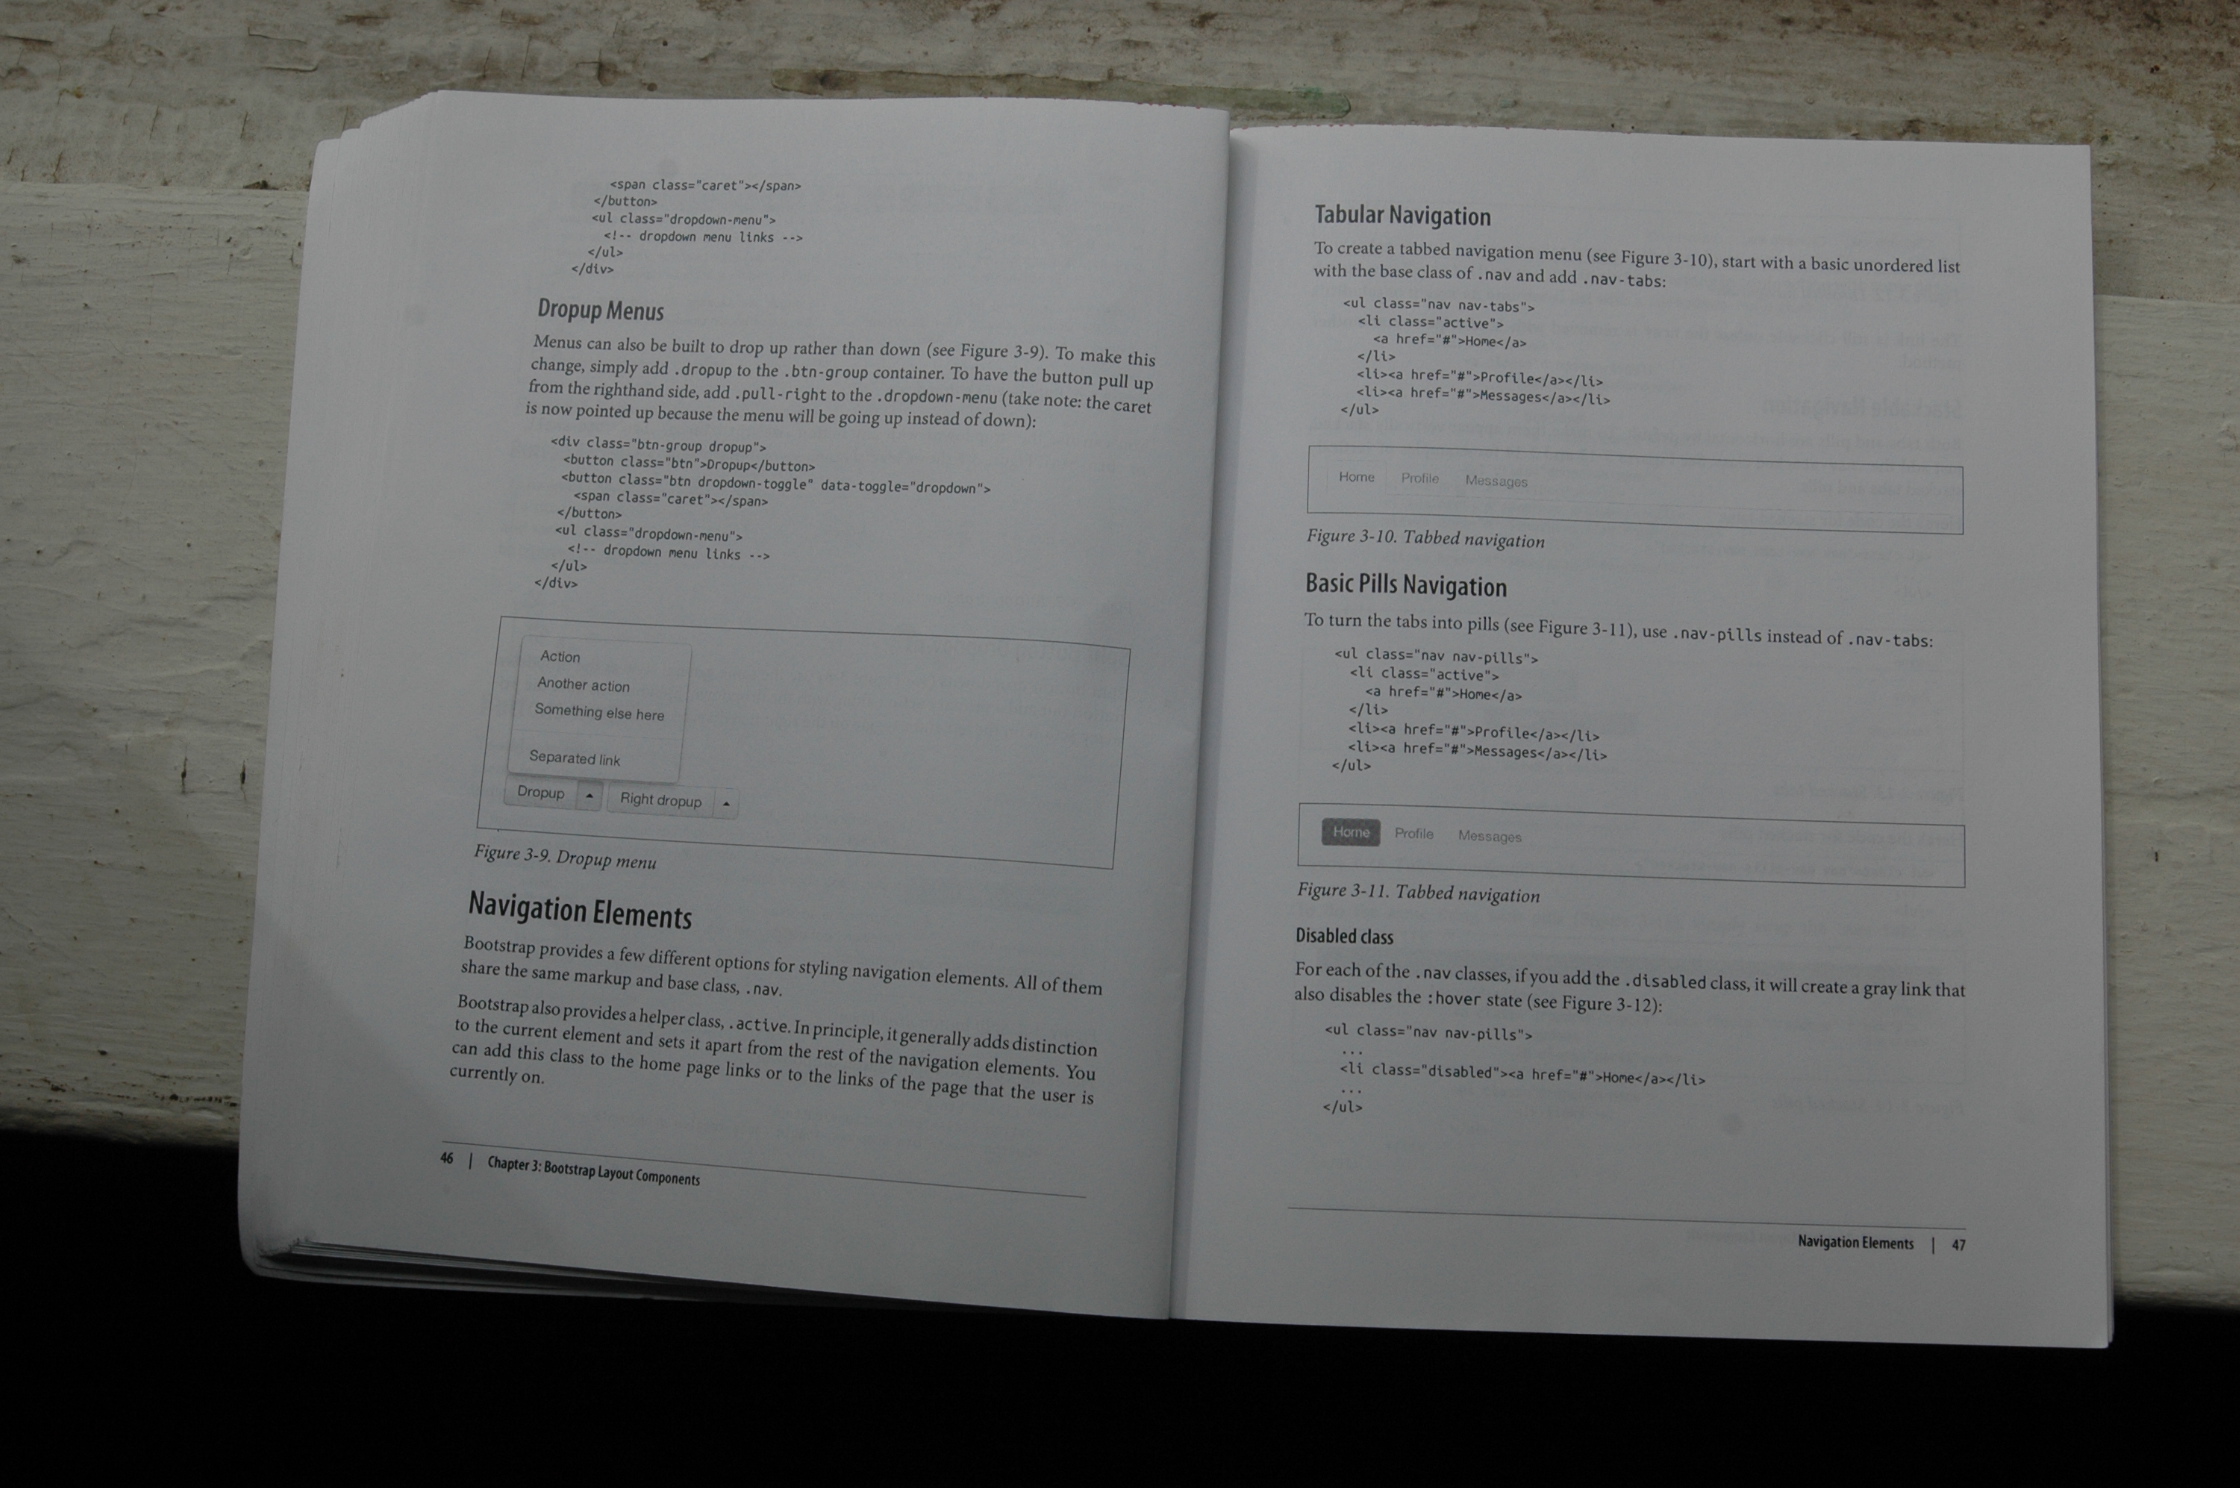 <span class="caret"></span>
</button>
<ul class="dropdown-menu">
<!-- dropdown menu links -->
</ul>
</div>
Dropup Menus
Menus can also be built to drop up rather than down (see Figure 3-9). To make this
change, simply add .dropup to the .btn-group container. To have the button pull up
from the righthand side, add .pull-right to the .dropdown-menu (take note: the caret
is now pointed up because the menu will be going up instead of down):
<div class="btn-group dropup">
<button class="btn">Dropup</button>
<button class="btn dropdown-toggle" data-toggle="dropdown">
<span class="caret"></span>
</button>
<ul class="dropdown-menu">
<!-- dropdown menu links -->
</ul>
</div>
Action
Another action
Something else here
Separated link
Dropup Right dropup
Figure 3-9. Dropup menu
Navigation Elements
Bootstrap provides a few different options for styling navigation elements. All of them
share the same markup and base class, .nav.
Bootstrap also provides a helper class, .active. In principle, it generally adds distinction
to the current element and sets it apart from the rest of the navigation elements. You
can add this class to the home page links or to the links of the page that the user is
currently on.
46 | Chapter 3: Bootstrap Layout Components
Tabular Navigation
To create a tabbed navigation menu (see Figure 3-10), start with a basic unordered list
with the base class of .nav and add .nav-tabs:
<ul class="nav nav-tabs">
<li class="active">
<a href="#">Home</a>
</li>
<li><a href="#">Profile</a></li>
<li><a href="#">Messages</a></li>
</ul>
Home Profile Messages
Figure 3-10. Tabbed navigation
Basic Pills Navigation
To turn the tabs into pills (see Figure 3-11), use .nav-pills instead of .nav-tabs:
<ul class="nav nav-pills">
<li class="active">
<a href="#">Home</a>
</li>
<li><a href="#">Profile</a></li>
<li><a href="#">Messages</a></li>
</ul>
Home Profile Messages
Figure 3-11. Tabbed navigation
Disabled class
For each of the .nav classes, if you add the .disabled class, it will create a gray link that
also disables the :hover state (see Figure 3-12):
<ul class="nav nav-pills">
...
<li class="disabled"><a href="#">Home</a></li>
...
</ul>
Navigation Elements | 47